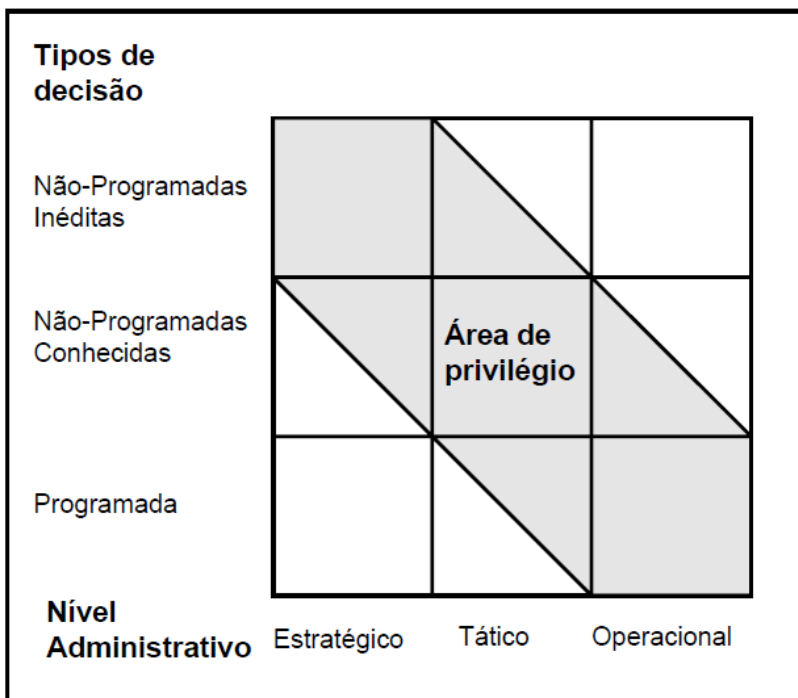 Tipos de
decisão
Não-Programadas
Inéditas
Não-Programadas
Conhecidas
Área de
privilégio
Programada
Nível
Administrativo
Estratégico
Tático
Operacional